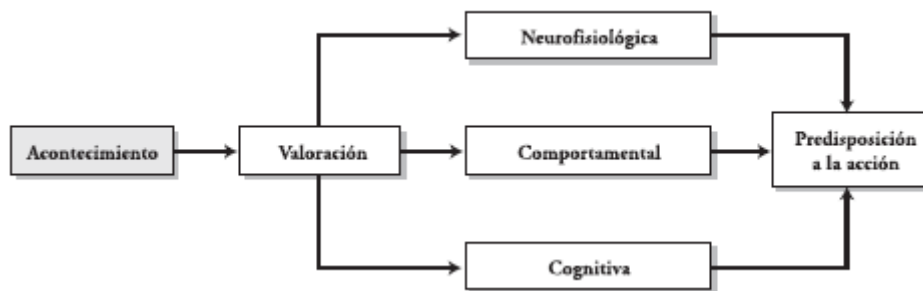 Neurofisiológica
Acontecimiento
Valoración
Comportamental
Predisposición
a la acción
Cognitiva